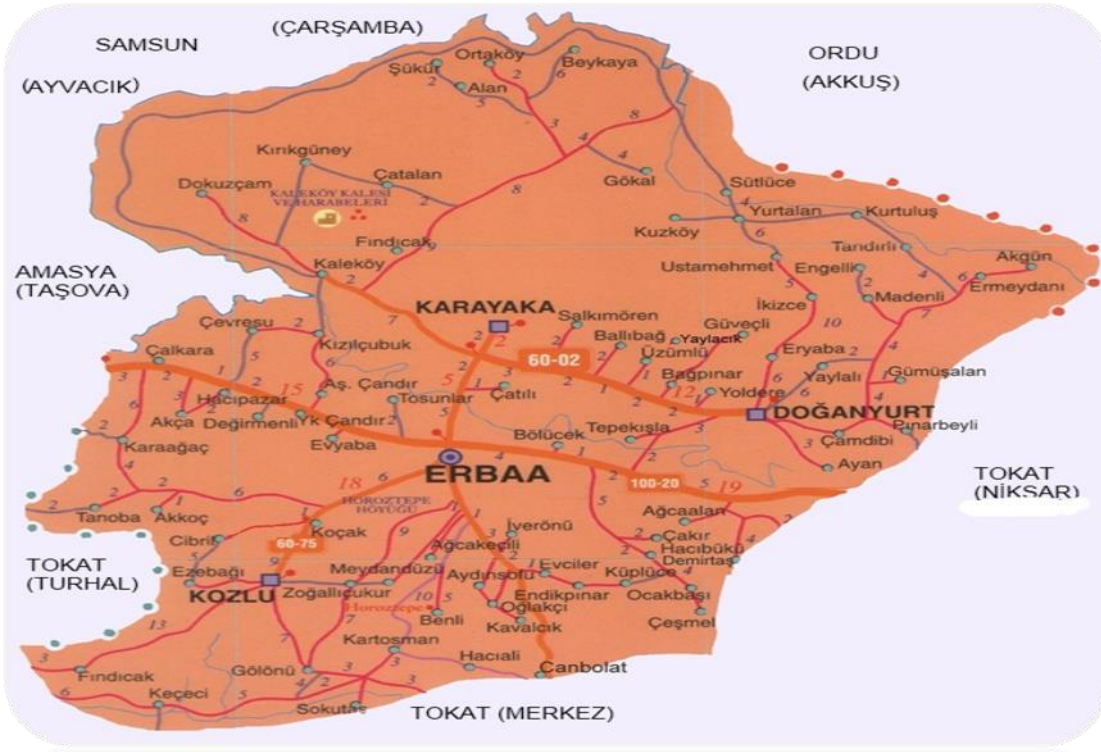 SAMSUN
(ÇARŞAMBA)
(AYVACIK)
ORDU
(AKKUŞ)
Ortaköy
Şükür
Beykaya
Alan
Kırıkgüney
Çatalan
Dokuzçam
KALEKÖY KALESİ
VE HARABELERİ
Gökal
Sütlüce
Kuzköy
Yurtalan
Kurtuluş
Fındıcak
Kaleköy
Ustamehmet
Tandırlı
Engelli
Akgün
Ermeydanı
AMASYA
(TAŞOVA)
KARAYAKA
Salkımören
İkizce
Madenli
Çevresu
Kızılçubuk
Ballıbağ
Yaylacık
Güveçli
Üzümlü
60-02
Çalkara
Eryaba
Yaylalı
Gümüşalan
Hacıpazar
Aş. Çandır
Tosunlar
Çatılı
Bağpınar
Yoldere
DOĞANYURT
Akça
Değirmenli
Yk Çandır
Evyaba
Bölücek
Tepekışla
Çamdibi
Pınarbeyli
Karaağaç
ERBAA
Ayan
TOKAT
(NİKSAR)
100-20
HOROZTEPE
HÖYÜĞÜ
Tanoba
Akkoç
Koçak
Cibril
60-75
İverönü
Ağcaalan
Çakır
Ağcakeçili
Hacıbükü
Demirtaş
TOKAT
(TURHAL)
Ezebağı
KOZLU
Zoğallıçukur
Meydandüzü
Aydınsofu
Evciler
Endikpınar
Küplüce
Ocakbaşı
Horoztepe
Benli
Oğlakçı
Kavalcık
Çeşmel
Kartosman
Hacıali
Canbolat
Fındıcak
Gölönü
Keçeci
Sokutaş
TOKAT (MERKEZ)